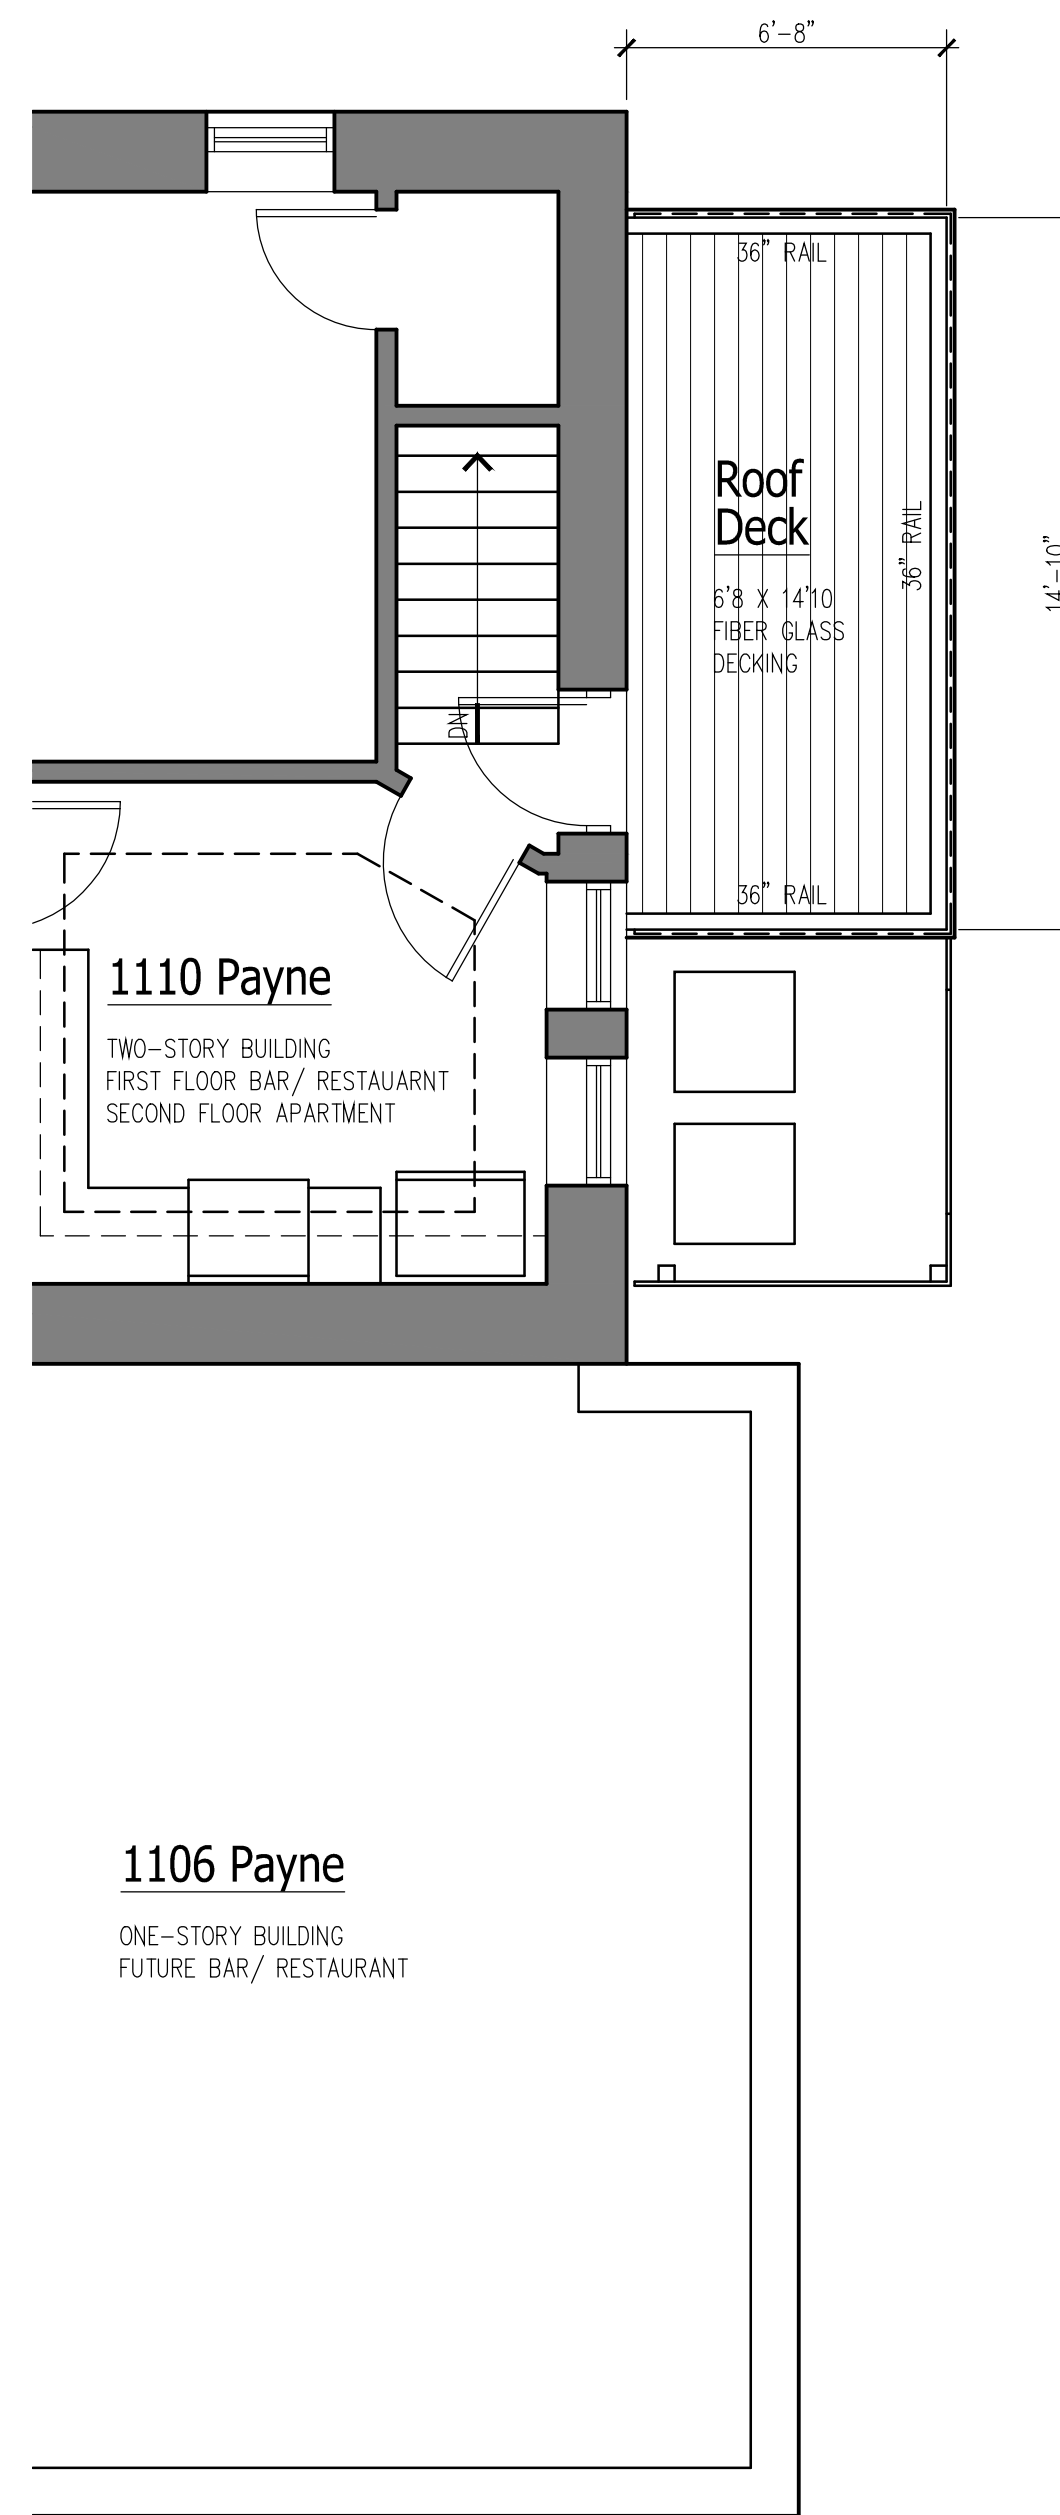 6'-8"
36" RAIL
Roof
Deck
36" RAIL
14'-10"
6'8 X 14'10
FIBER GLASS
DECKING
DN
36" RAIL
1110 Payne
TWO-STORY BUILDING
FIRST FLOOR BAR/ RESTAUARNT
SECOND FLOOR APARTMENT
1106 Payne
ONE-STORY BUILDING
FUTURE BAR/ RESTAURANT